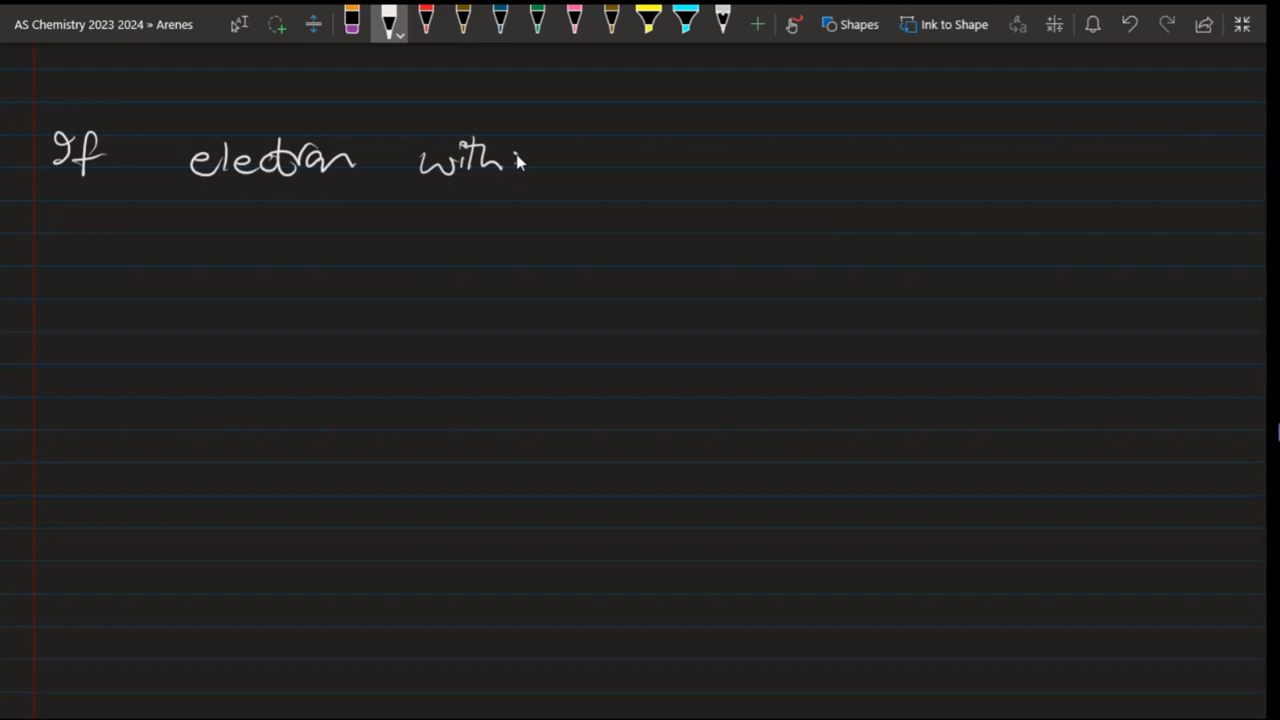 AS Chemistry 2023 2024 » Arenes
Shapes
Ink to Shape
If electron with